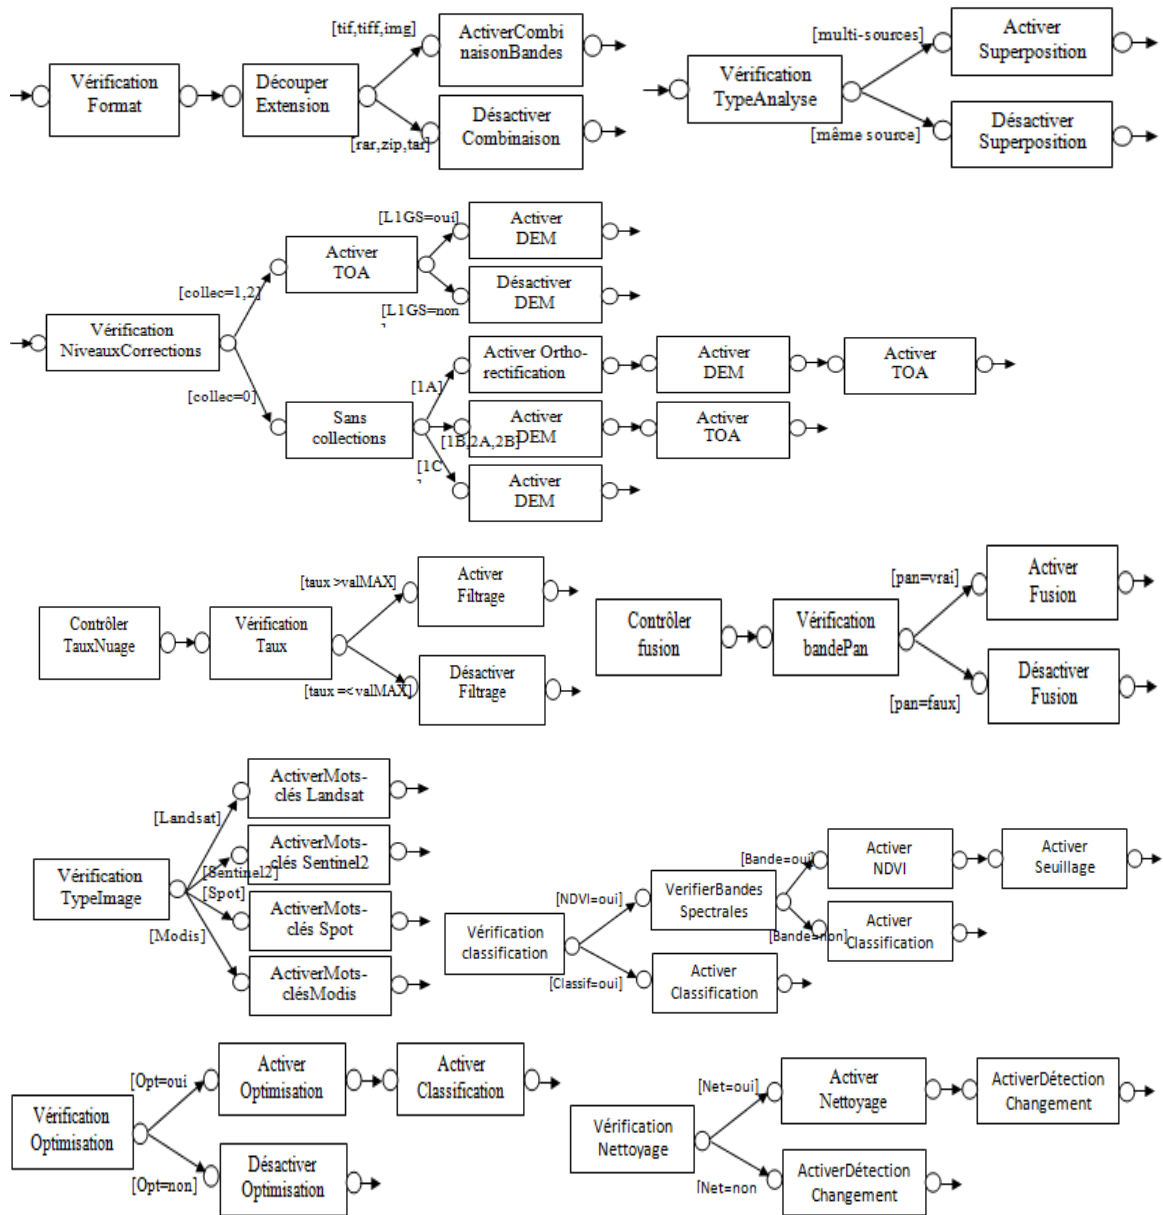 Vérification
Format
Découper
Extension
[tif,tiff,img]
ActiverCombi
naisonBandes
[rar,zip,tar]
Désactiver
Combinaison
Vérification
TypeAnalyse
[multi-sources]
Activer
Superposition
[même source]
Désactiver
Superposition
Vérification
NiveauxCorrections
[collec=1,2]
Activer
TOA
[L1GS=oui]
Activer
DEM
[L1GS=non
]
Désactiver
DEM
[collec=0]
Sans
collections
[1A]
Activer Ortho-
rectification
Activer
DEM
Activer
TOA
[1B,2A,2B]
Activer
DEM
Activer
TOA
[1C
]
Activer
DEM
Contrôler
TauxNuage
Vérification
Taux
[taux >valMAX]
Activer
Filtrage
[taux =<valMAX]
Désactiver
Filtrage
Contrôler
fusion
Vérification
bandePan
[pan=vrai]
Activer
Fusion
[pan=faux]
Désactiver
Fusion
Vérification
TypeImage
[Landsat]
ActiverMots-
clés Landsat
[Sentinel2]
ActiverMots-
clés Sentinel2
[Spot]
ActiverMots-
clés Spot
[Modis]
ActiverMots-
clésModis
Vérification
classification
[NDVI=oui]
VerifierBandes
Spectrales
[Bande=oui]
Activer
NDVI
Activer
Seuillage
[Bande=non]
Activer
Classification
[Classif=oui]
Activer
Classification
Vérification
Optimisation
[Opt=oui
Activer
Optimisation
Activer
Classification
[Opt=non]
Désactiver
Optimisation
Vérification
Nettoyage
[Net=oui]
Activer
Nettoyage
ActiverDétection
Changement
[Net=non
ActiverDétection
Changement